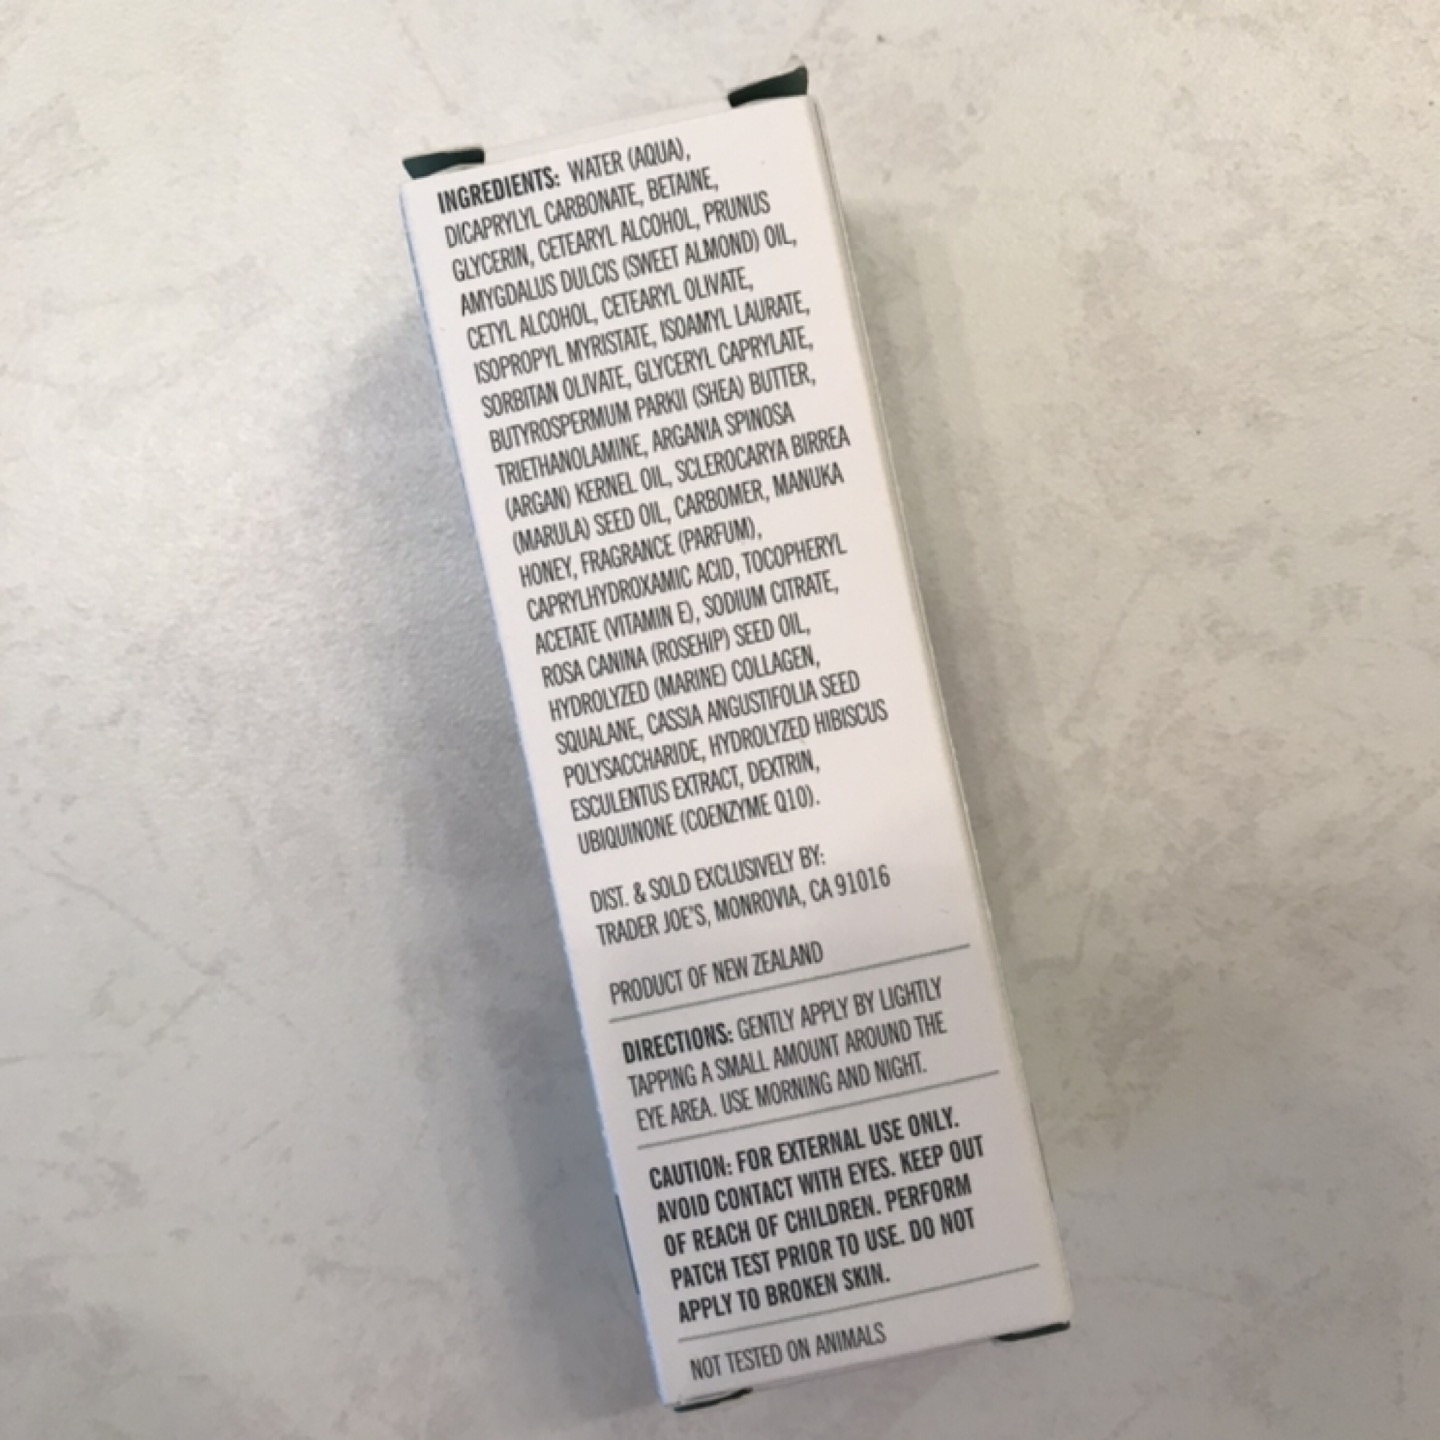 INGREDIENTS: WATER (AQUA),
DICAPRYLYL CARBONATE, BETAINE,
GLYCERIN, CETEARYL ALCOHOL, PRUNUS
AMYGDALUS DULCIS (SWEET ALMOND) OIL,
CETYL ALCOHOL, CETEARYL OLIVATE,
ISOPROPYL MYRISTATE, ISOAMYL LAURATE,
SORBITAN OLIVATE, GLYCERYL CAPRYLATE,
BUTYROSPERMUM PARKII (SHEA) BUTTER,
TRIETHANOLAMINE, ARGANIA SPINOSA
(ARGAN) KERNEL OIL, SCLEROCARYA BIRREA
(MARULA) SEED OIL, CARBOMER, MANUKA
HONEY, FRAGRANCE (PARFUM),
CAPRYLHYDROXAMIC ACID, TOCOPHERYL
ACETATE (VITAMIN E), SODIUM CITRATE,
ROSA CANINA (ROSEHIP) SEED OIL,
HYDROLYZED (MARINE) COLLAGEN,
SQUALANE, CASSIA ANGUSTIFOLIA SEED
POLYSACCHARIDE, HYDROLYZED HIBISCUS
ESCULENTUS EXTRACT, DEXTRIN,
UBIQUINONE (COENZYME Q10).
DIST. & SOLD EXCLUSIVELY BY:
TRADER JOE'S, MONROVIA, CA 91016
PRODUCT OF NEW ZEALAND
DIRECTIONS: GENTLY APPLY BY LIGHTLY
TAPPING A SMALL AMOUNT AROUND THE
EYE AREA. USE MORNING AND NIGHT.
CAUTION: FOR EXTERNAL USE ONLY.
AVOID CONTACT WITH EYES. KEEP OUT
OF REACH OF CHILDREN. PERFORM
PATCH TEST PRIOR TO USE. DO NOT
APPLY TO BROKEN SKIN.
NOT TESTED ON ANIMALS